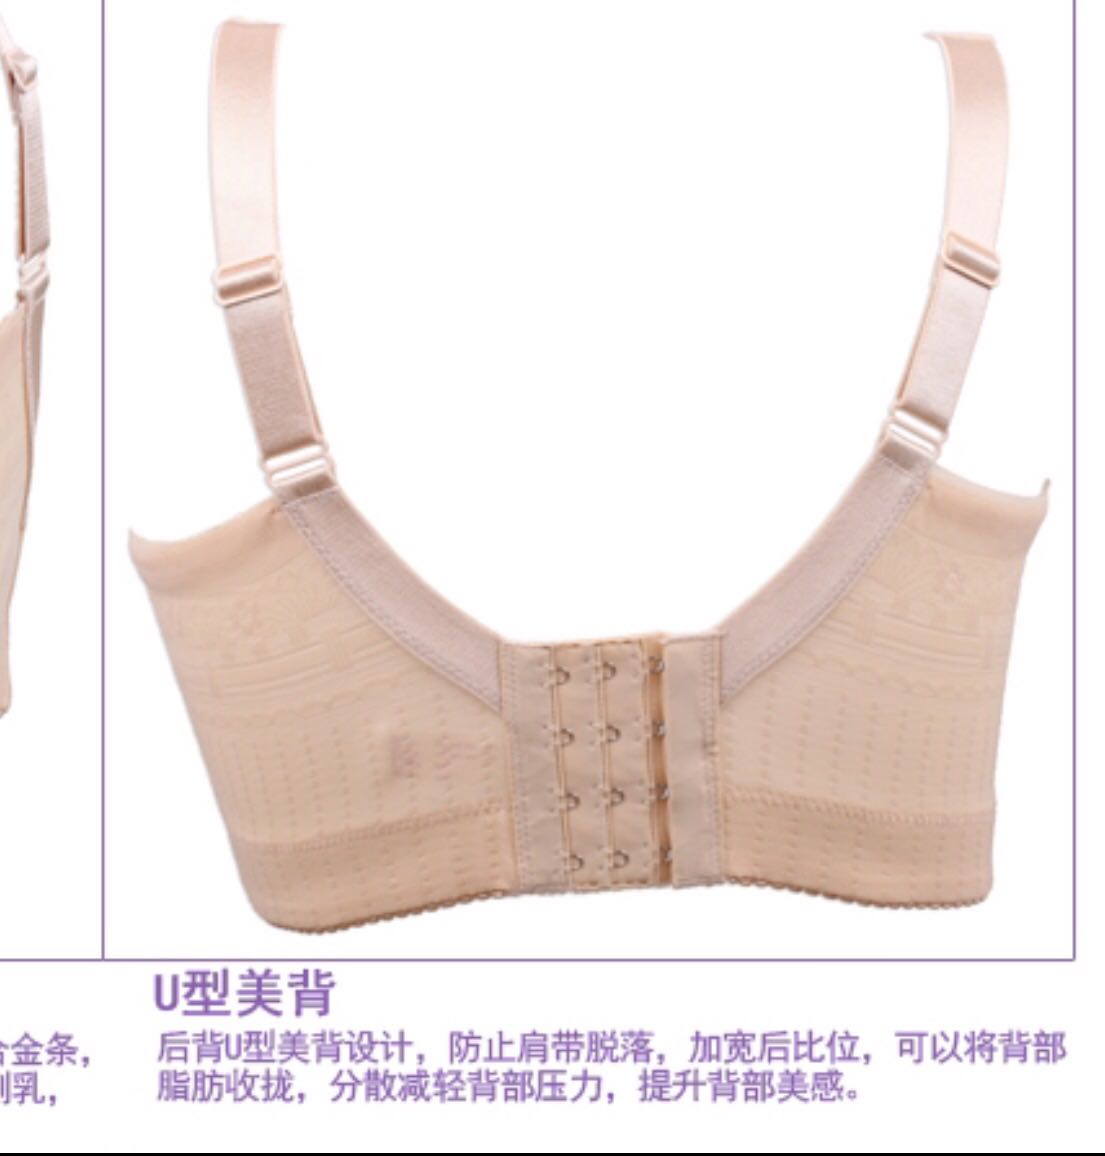 U型美背
金条，
后背U型美背设计，防止肩带脱落，加宽后比位，可以将背部
乳，
脂肪收拢，分散减轻背部压力，提升背部美感。